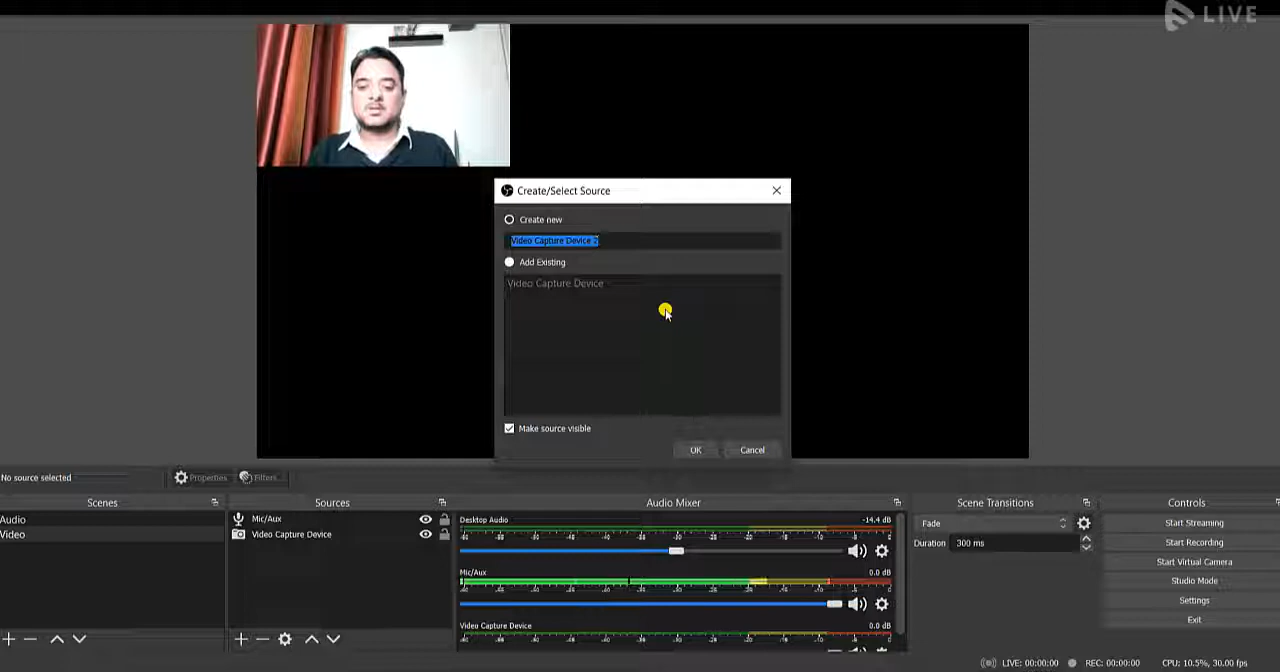 LIVE
Create/Select Source
Create new
Video Capture Device 2
Add Existing
Video Capture Device
Make source visible
OK Cancel
No source selected Properties Filters
Scenes Sources Audio Mixer Scene Transitions Controls
Audio
Video
Mic/Aux
Video Capture Device
Desktop Audio -14.4 dB
Mic/Aux 0.0 dB
Video Capture Device 0.0 dB
Fade
Duration 300 ms
Start Streaming
Start Recording
Start Virtual Camera
Studio Mode
Settings
Exit
LIVE: 00:00:00 REC: 00:00:00 CPU: 10.5%, 30.00 fps